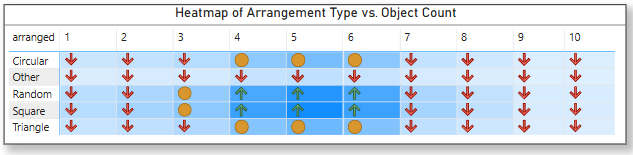 Heatmap of Arrangement Type vs. Object Count
arranged 1 2 3 4 5 6 7 8 9 10
Circular
Other
Random
Square
Triangle